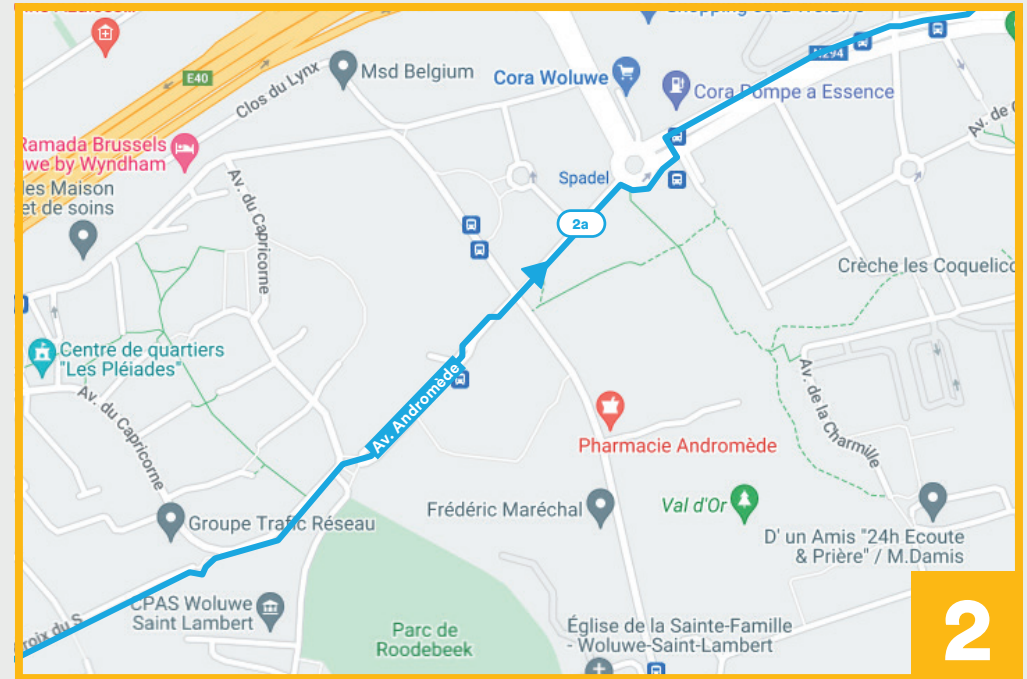 E40
Clos du Lynx
Msd Belgium
Cora Woluwe
N294
Cora Pompe a Essence
Ramada Brussels
we by Wyndham
les Maison
et de soins
Av. du Capricorne
Spadel
Av. de
2a
Crèche les Coquelico
Centre de quartiers
"Les Pléiades"
Av. du Capricorne
Av. Andromède
Av. de la Charmille
Pharmacie Andromède
Groupe Trafic Réseau
Frédéric Maréchal
Val d'Or
D' un Amis "24h Ecoute
& Prière" / M.Damis
CPAS Woluwe
Saint Lambert
roix du S
Parc de
Roodebeek
Église de la Sainte-Famille
- Woluwe-Saint-Lambert
2